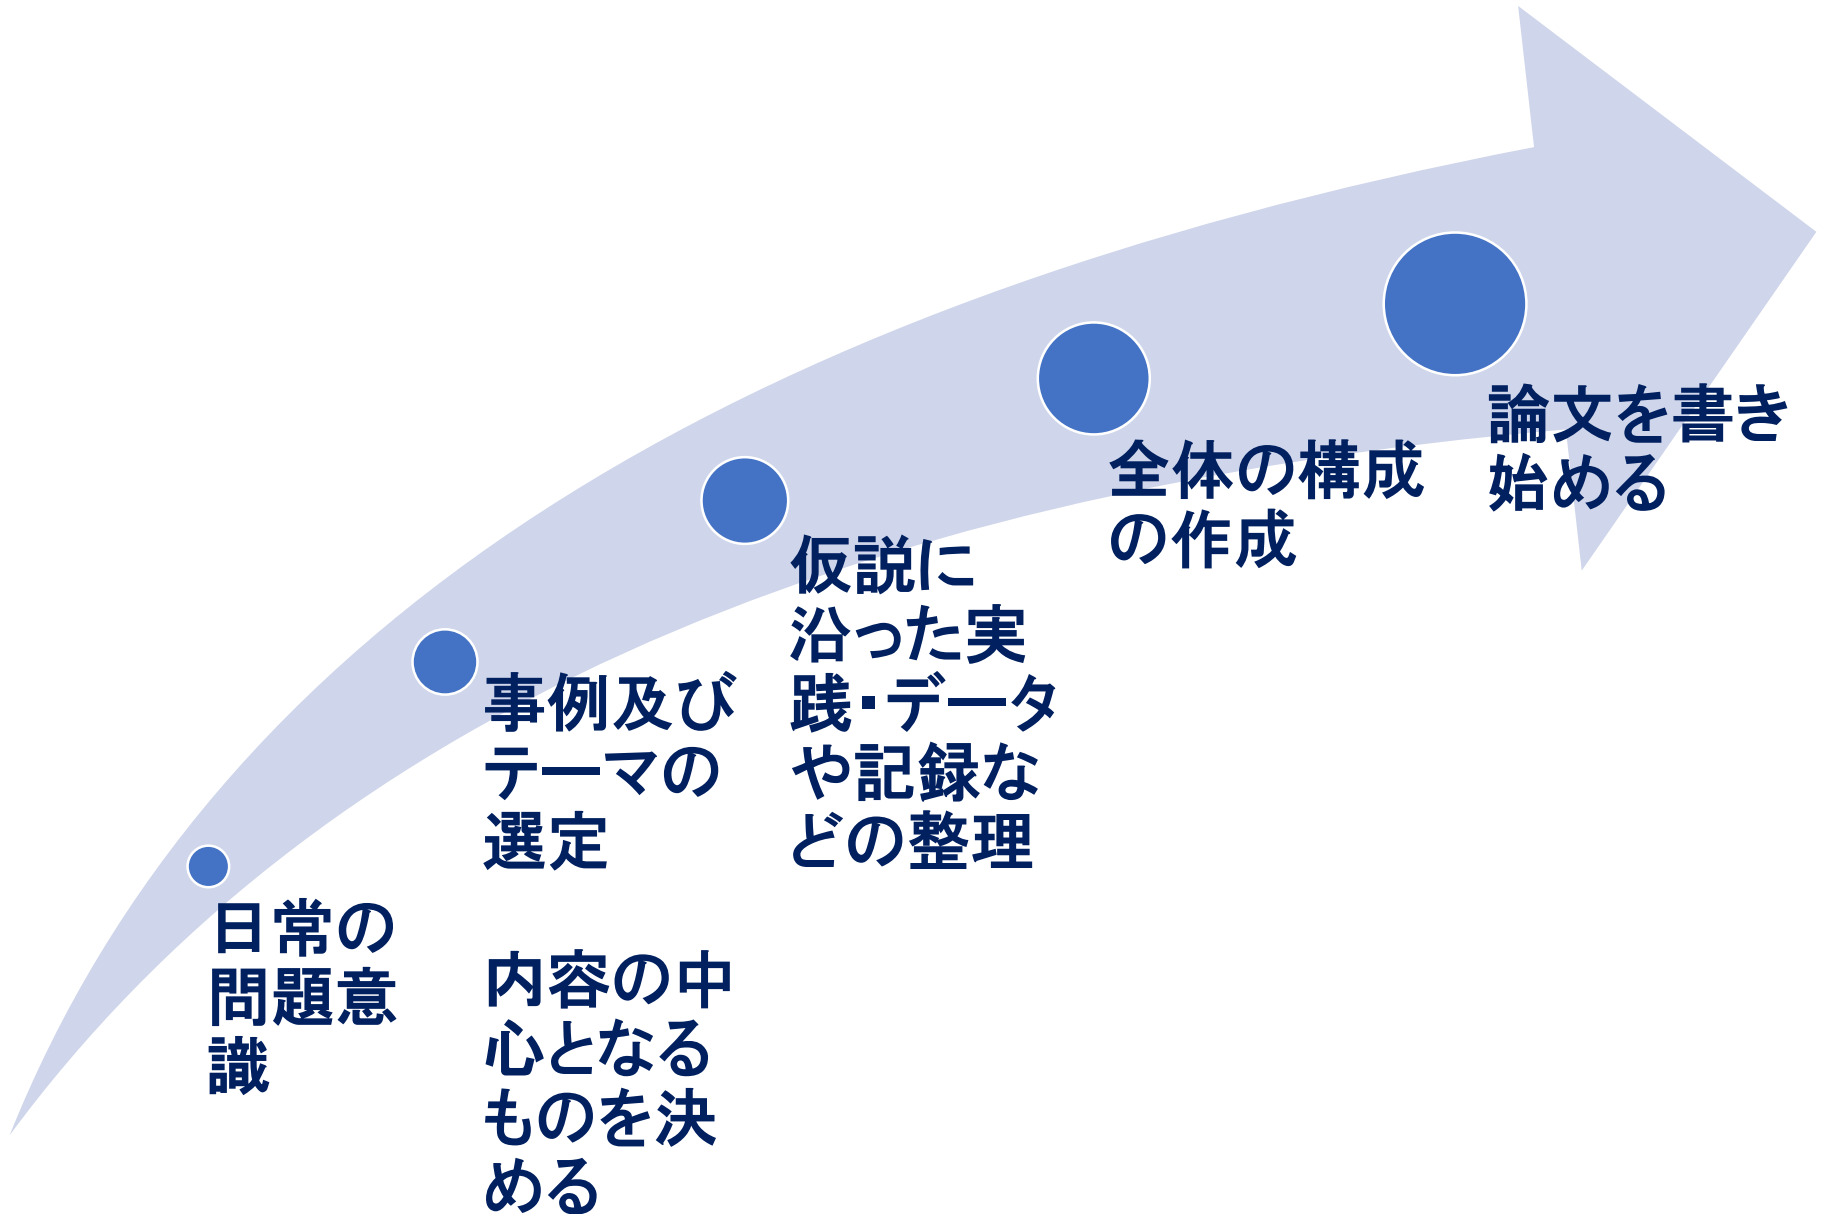 日常の
問題意
識
事例及び
テーマの
選定
内容の中
心となる
ものを決
める
仮説に
沿った実
践・データ
や記録な
どの整理
全体の構成
の作成
論文を書き
始める